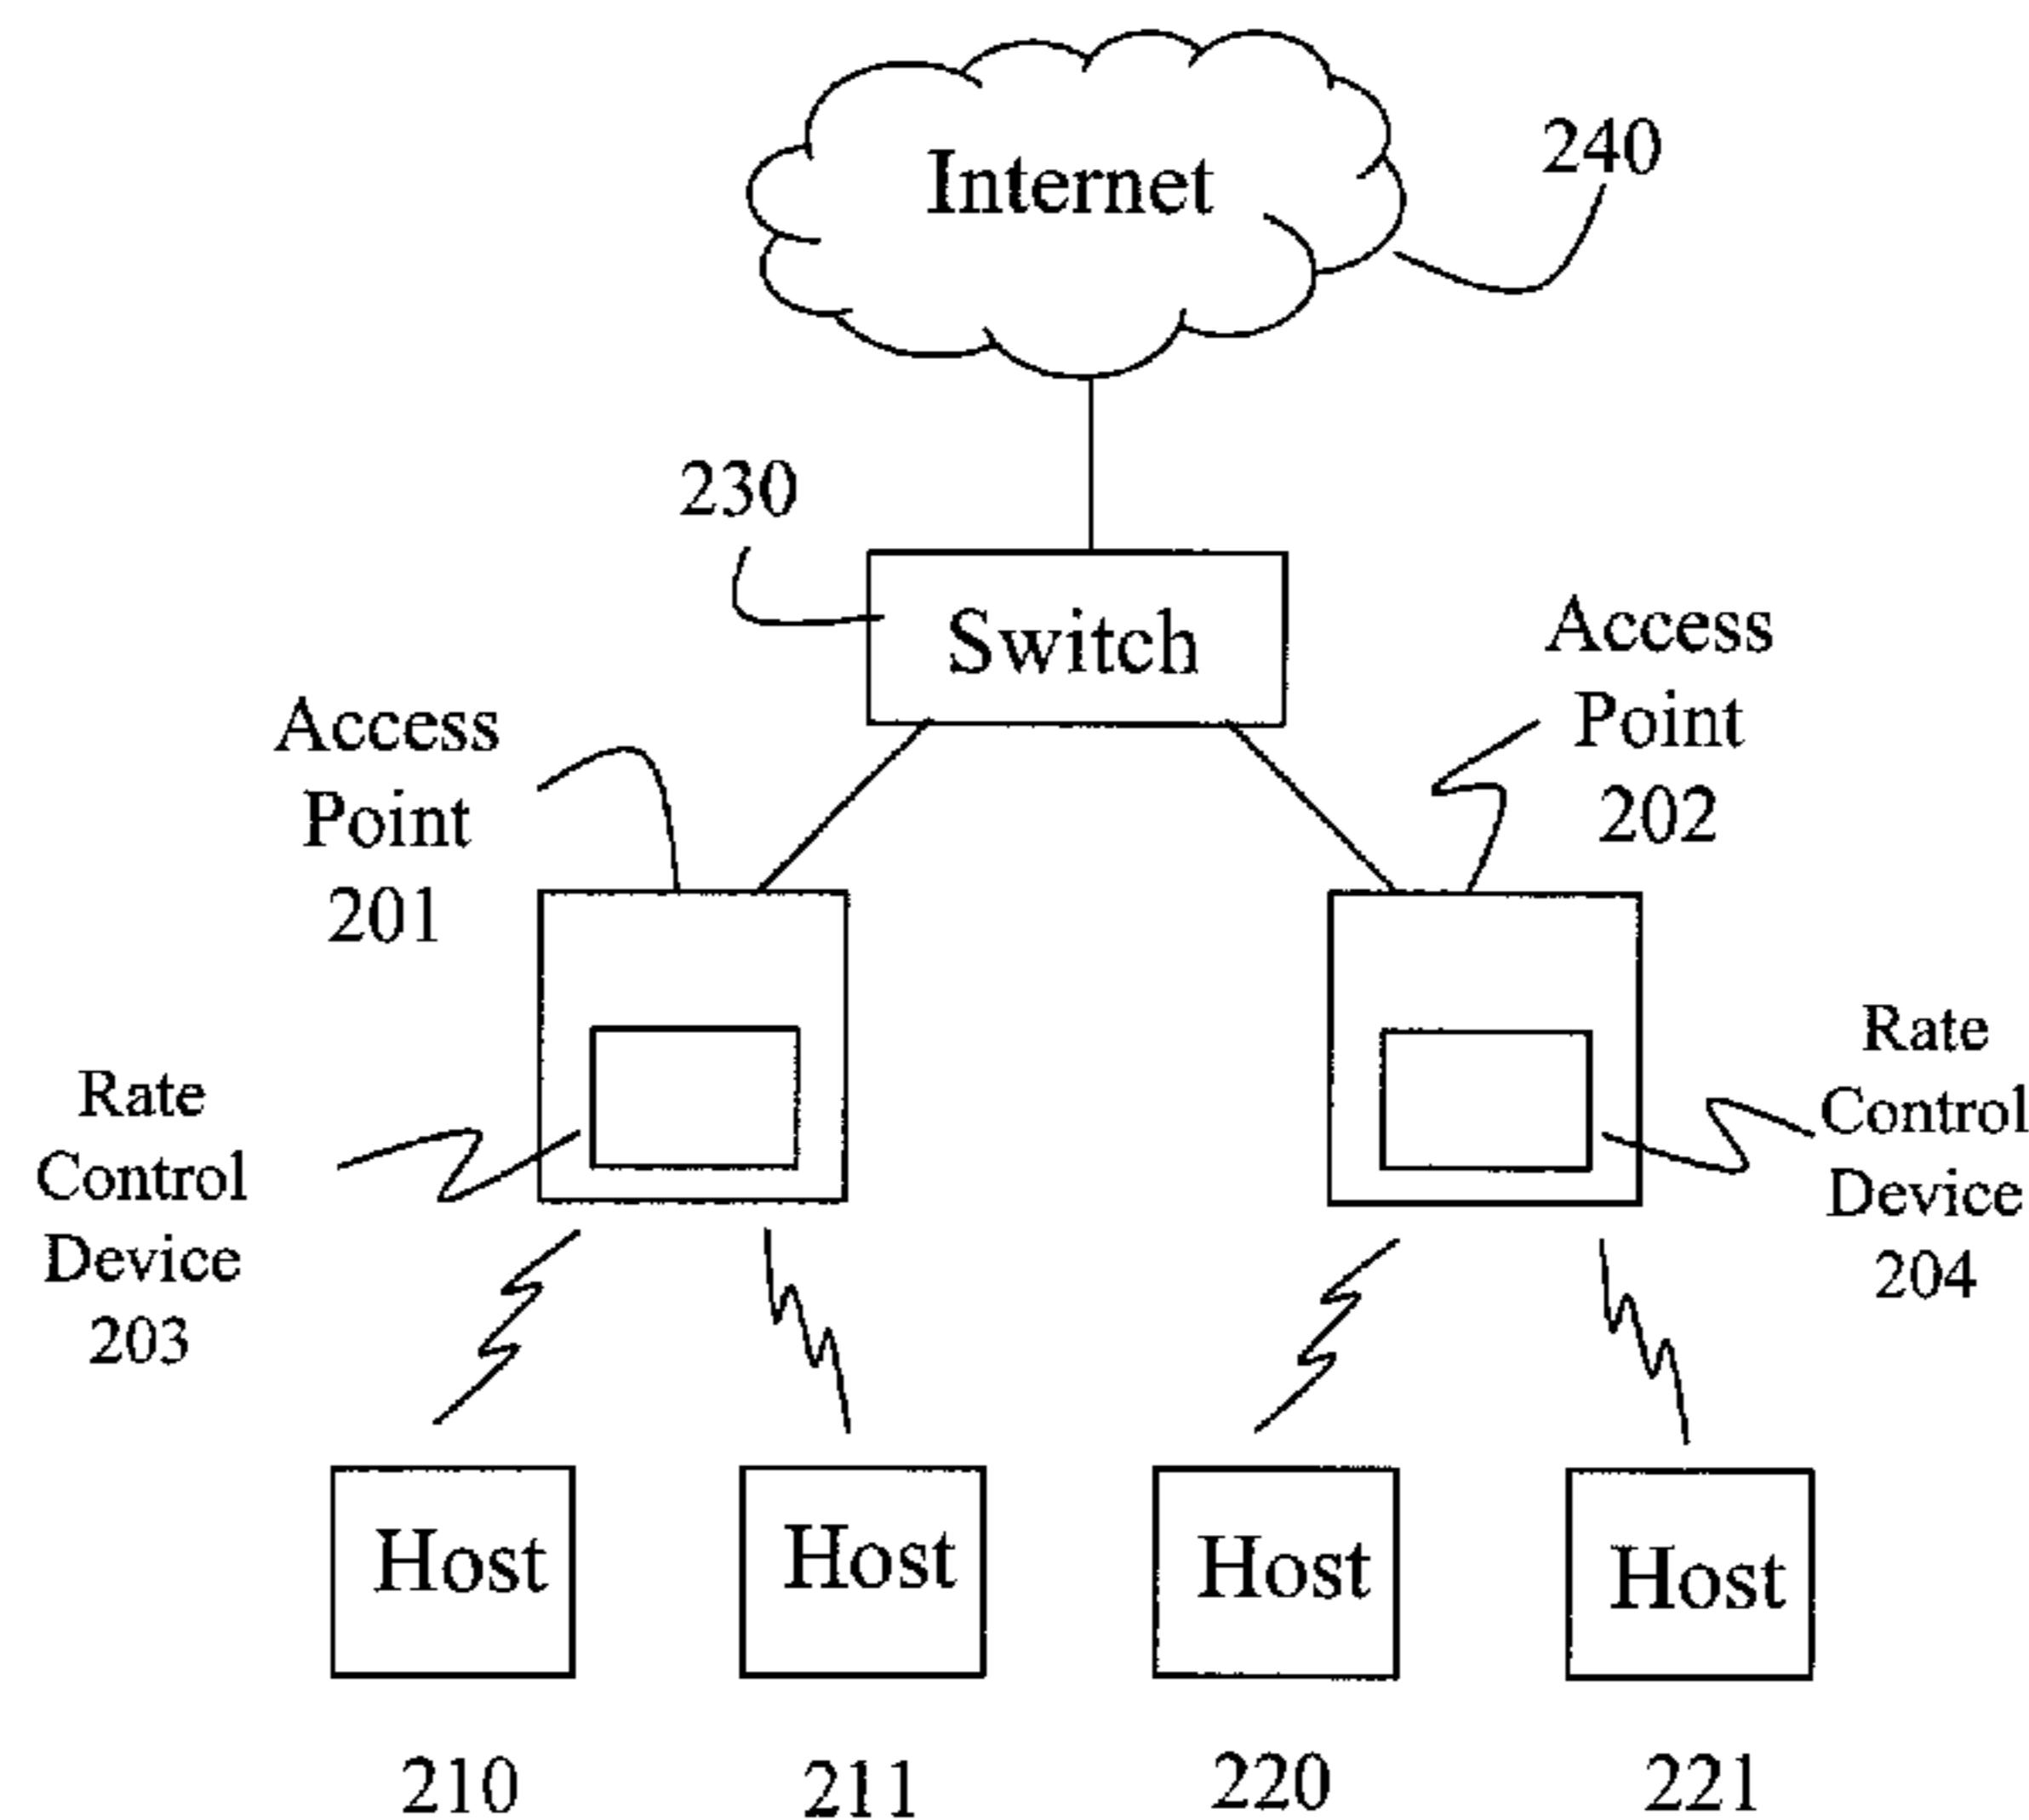 Internet
240
230
Switch
Access
Point
201
Access
Point
202
Rate
Control
Device
203
Rate
Control
Device
204
Host
Host
Host
Host
210
211
220
221